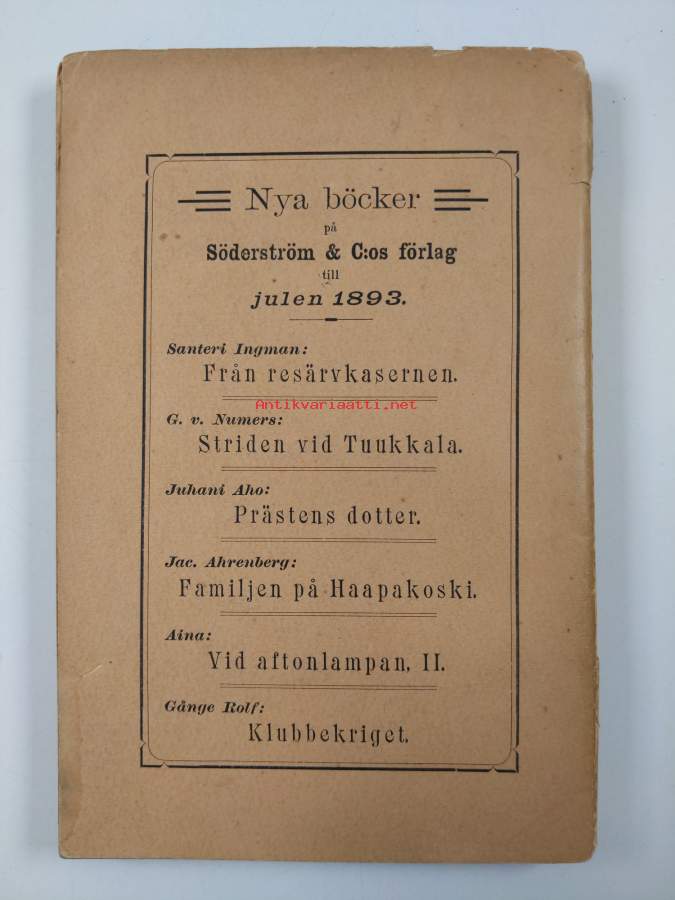 Nya böcker
på
Söderström & C:os förlag
till
julen 1893.
Santeri Ingman:
Från resärvkasernen.
Antikvariaatti.net
G. v. Numers:
Striden vid Tuukkala.
Juhani Aho:
Prästens dotter.
Jac. Ahrenberg:
Familjen på Haapakoski.
Aina:
Vid aftonlampan, II.
Gånge Rolf:
Klubbekriget.